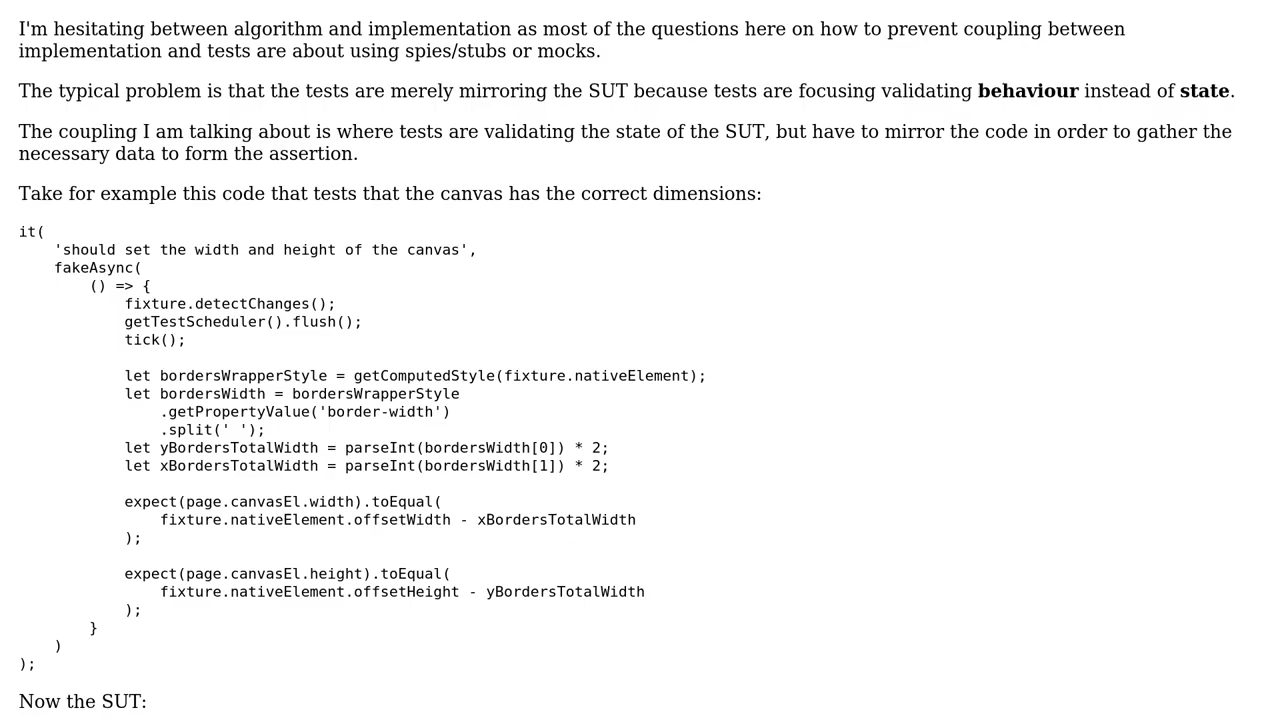 I'm hesitating between algorithm and implementation as most of the questions here on how to prevent coupling between
implementation and tests are about using spies/stubs or mocks.
The typical problem is that the tests are merely mirroring the SUT because tests are focusing validating behaviour instead of state.
The coupling I am talking about is where tests are validating the state of the SUT, but have to mirror the code in order to gather the
necessary data to form the assertion.
Take for example this code that tests that the canvas has the correct dimensions:
it(
    'should set the width and height of the canvas',
    fakeAsync(
        () => {
            fixture.detectChanges();
            getTestScheduler().flush();
            tick();
            let bordersWrapperStyle = getComputedStyle(fixture.nativeElement);
            let bordersWidth = bordersWrapperStyle
                .getPropertyValue('border-width')
                .split(' ');
            let yBordersTotalWidth = parseInt(bordersWidth[0]) * 2;
            let xBordersTotalWidth = parseInt(bordersWidth[1]) * 2;
            expect(page.canvasEl.width).toEqual(
                fixture.nativeElement.offsetWidth - xBordersTotalWidth
            );
            expect(page.canvasEl.height).toEqual(
                fixture.nativeElement.offsetHeight - yBordersTotalWidth
            );
        }
    )
);
Now the SUT: